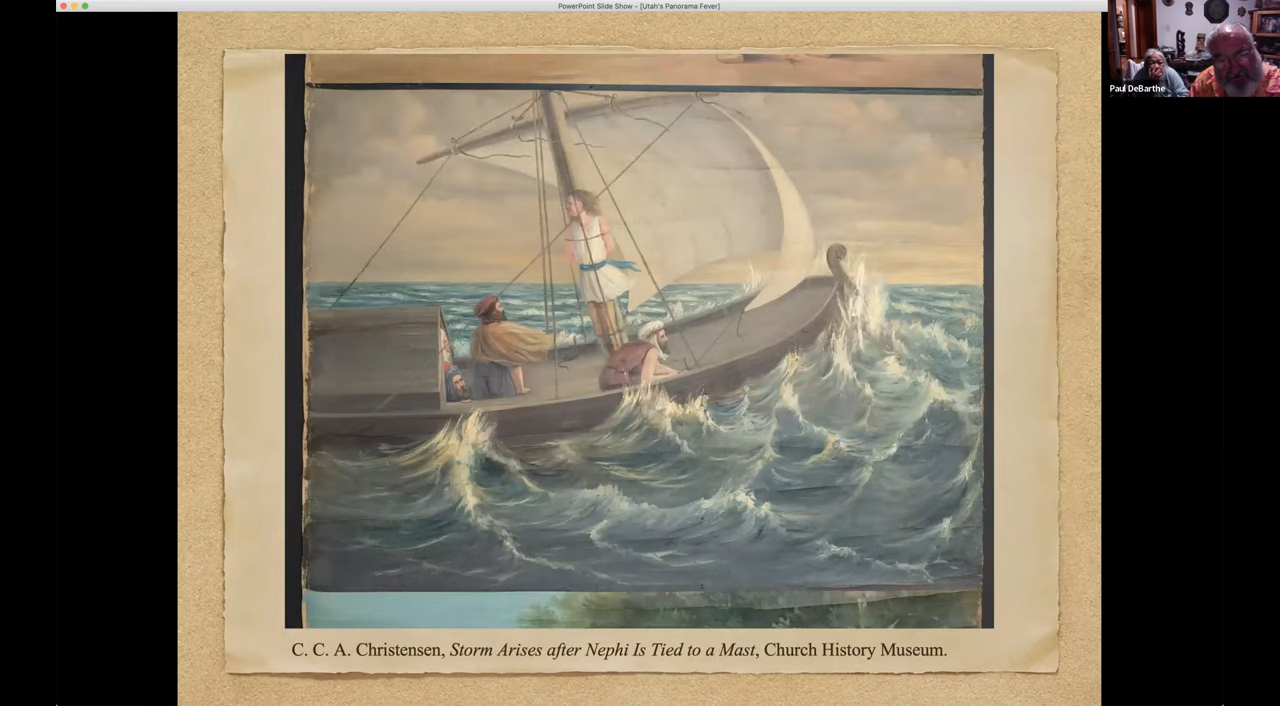 PowerPoint Slide Show - [Utah's Panorama Fever]
Paul DeBarthe
C. C. A. Christensen, Storm Arises after Nephi Is Tied to a Mast, Church History Museum.